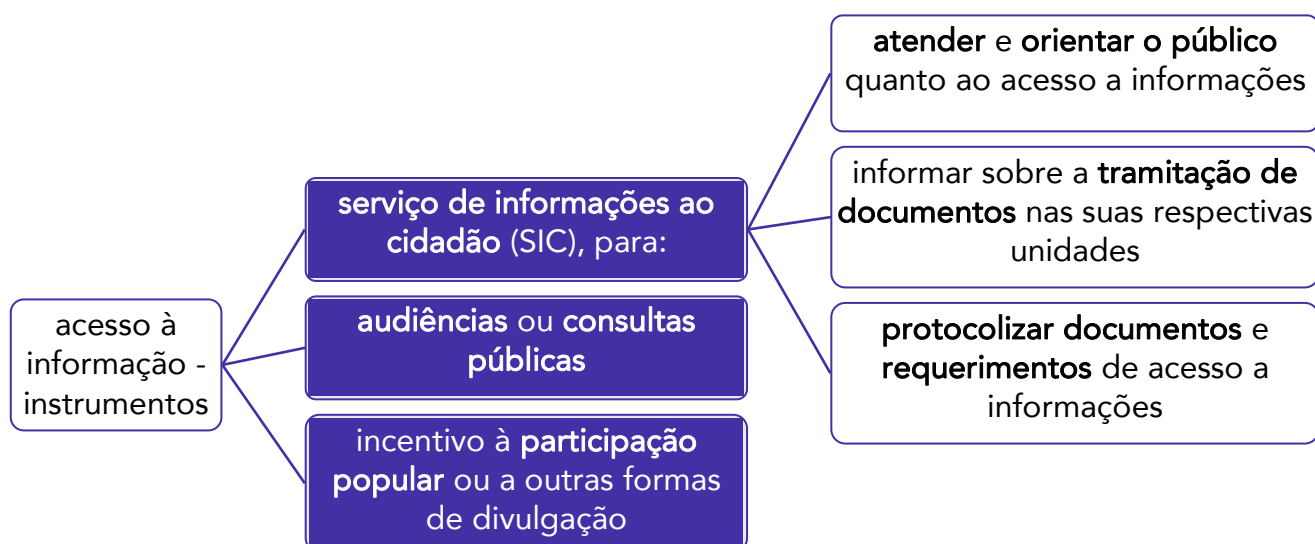 acesso à
informação -
instrumentos
serviço de informações ao
cidadão (SIC), para:
atender e orientar o público
quanto ao acesso a informações
informar sobre a tramitação de
documentos nas suas respectivas
unidades
protocolizar documentos e
requerimentos de acesso a
informações
audiências ou consultas
públicas
incentivo à participação
popular ou a outras formas
de divulgação